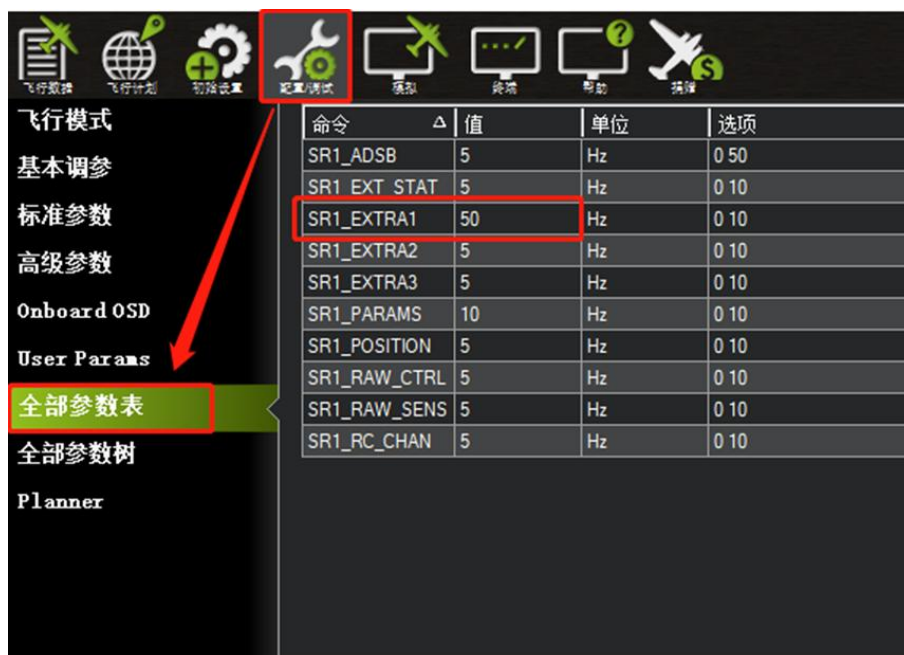 飞行数据 飞行计划 初始设置 配置/调试 模拟 终端 帮助 捐赠
飞行模式
基本调参
标准参数
高级参数
Onboard OSD
User Params
全部参数表
全部参数树
Planner
命令 值 单位 选项
SR1_ADSB 5 Hz 0 50
SR1_EXT_STAT 5 Hz 0 10
SR1_EXTRA1 50 Hz 0 10
SR1_EXTRA2 5 Hz 0 10
SR1_EXTRA3 5 Hz 0 10
SR1_PARAMS 10 Hz 0 10
SR1_POSITION 5 Hz 0 10
SR1_RAW_CTRL 5 Hz 0 10
SR1_RAW_SENS 5 Hz 0 10
SR1_RC_CHAN 5 Hz 0 10